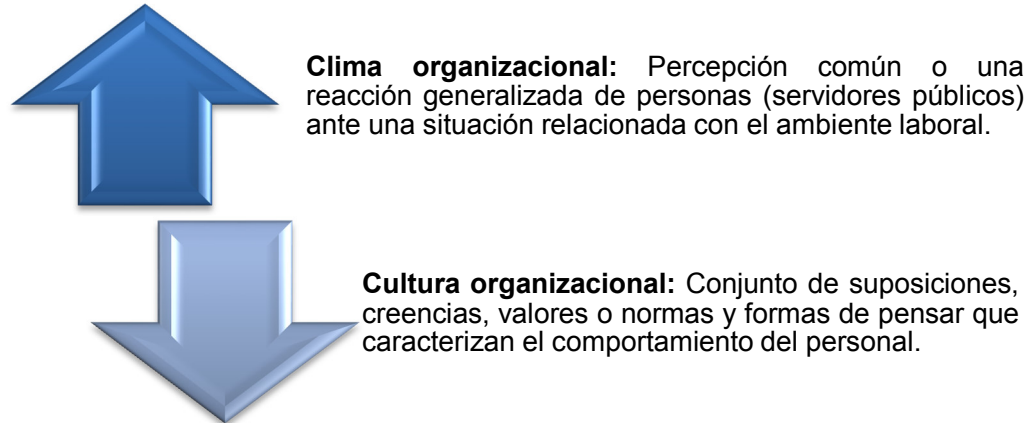 Clima organizacional: Percepción común o una
reacción generalizada de personas (servidores públicos)
ante una situación relacionada con el ambiente laboral.
Cultura organizacional: Conjunto de suposiciones,
creencias, valores o normas y formas de pensar que
caracterizan el comportamiento del personal.